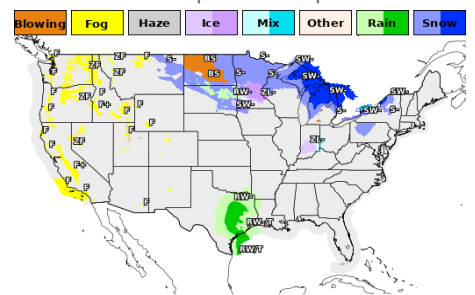 Blowing Fog Haze Ice Mix Other Rain Snow
F ZF F S- BS S- S- SW-
F ZF ZF BS SW-
F ZF F RW- ZL- SW- SW-
F F+ F SW- S- S-
F ZF F F ZL-
F F+
F F F RW-
RW-/T
RW/T